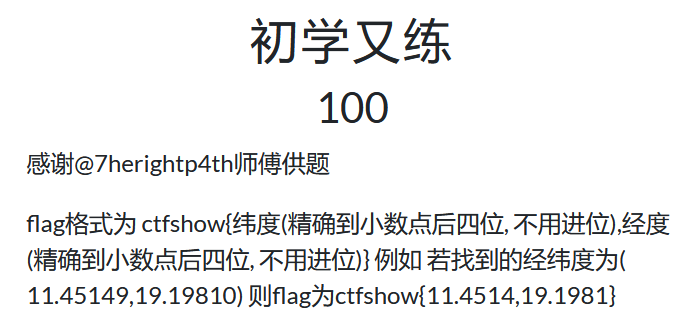 初学又练
100
感谢@7herightp4th师傅供题
flag格式为 ctfshow{纬度(精确到小数点后四位, 不用进位),经度
(精确到小数点后四位, 不用进位)} 例如 若找到的经纬度为(
11.45149,19.19810) 则flag为ctfshow{11.4514,19.1981}